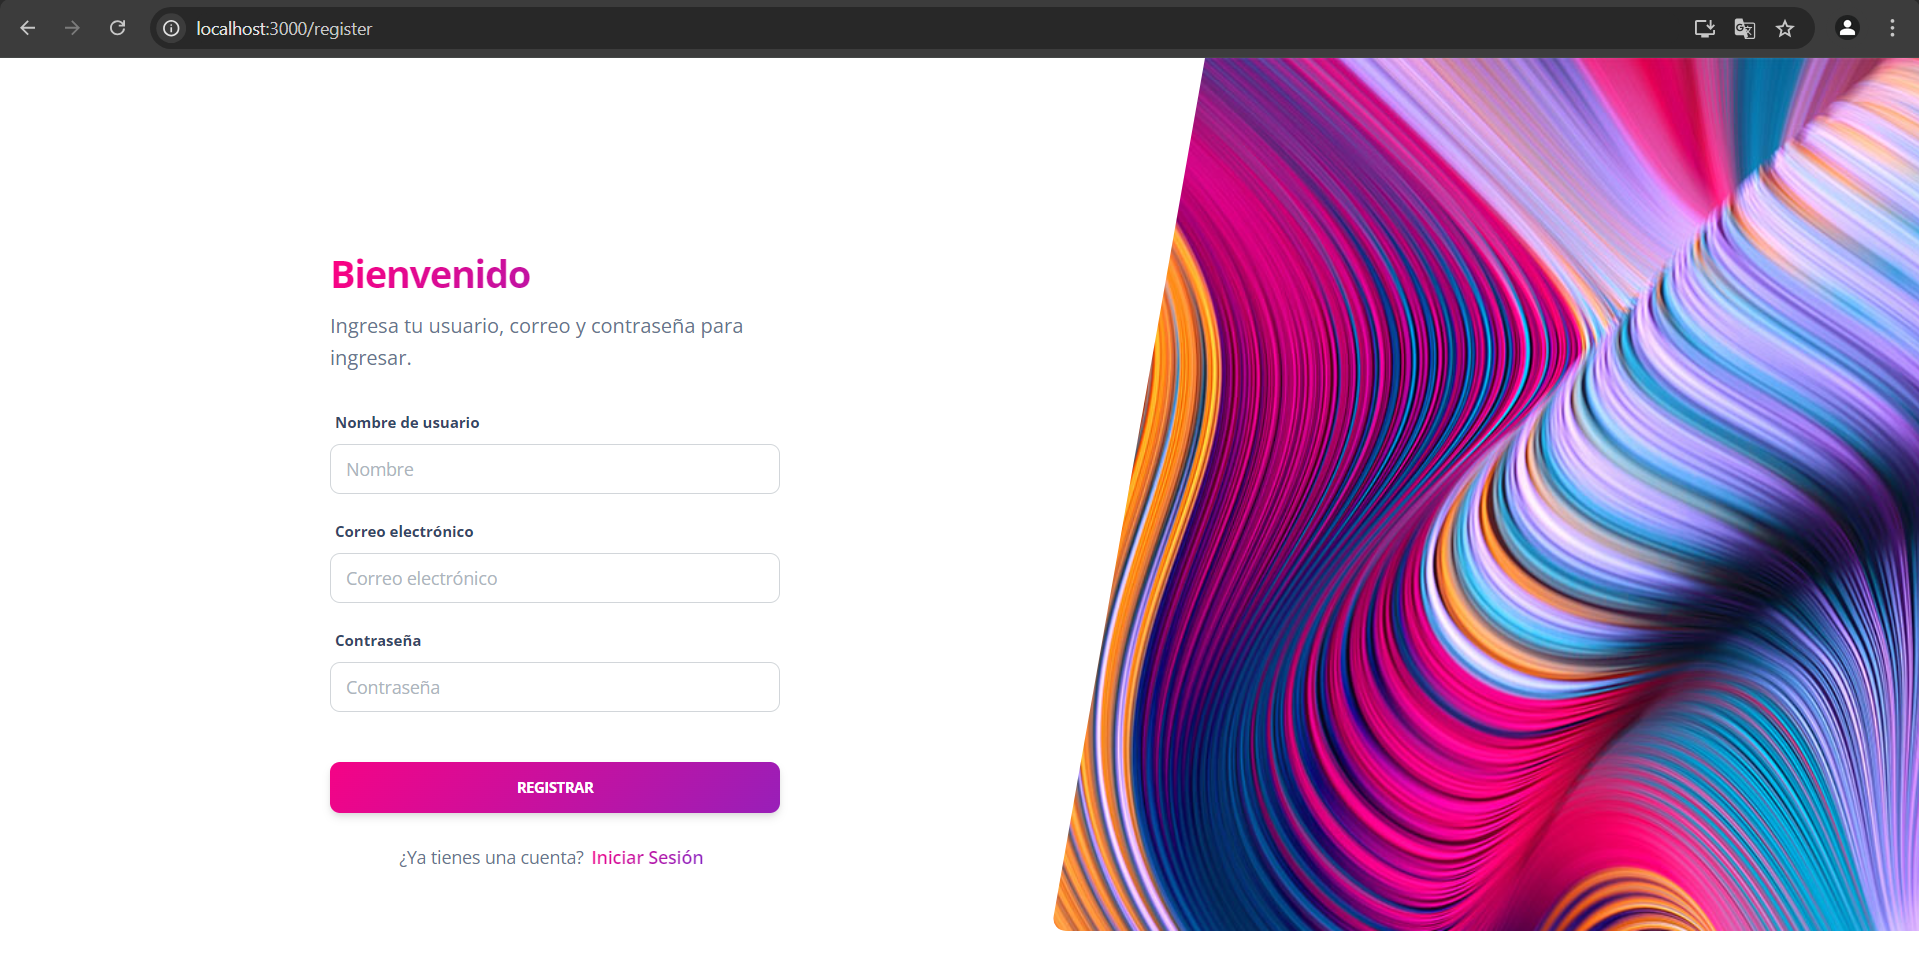 localhost:3000/register
Bienvenido
Ingresa tu usuario, correo y contraseña para
ingresar.
Nombre de usuario
Nombre
Correo electrónico
Correo electrónico
Contraseña
Contraseña
REGISTRAR
¿Ya tienes una cuenta? Iniciar Sesión